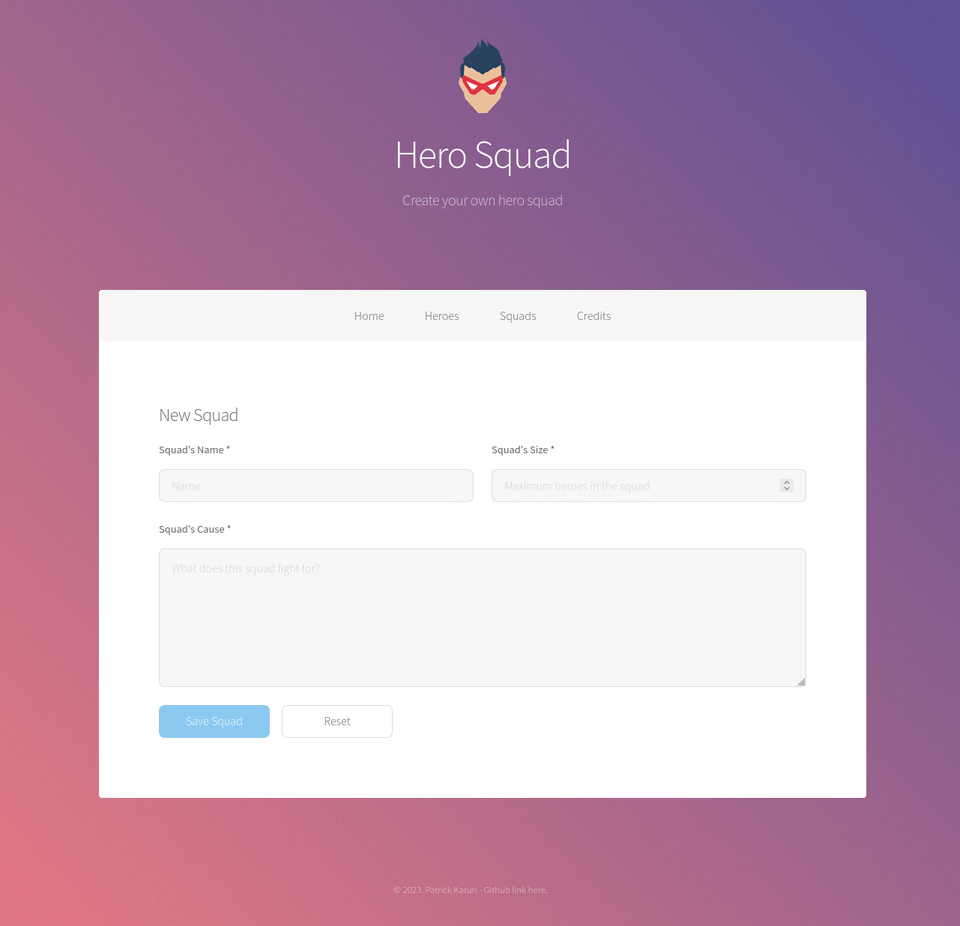 Hero Squad
Create your own hero squad
Home Heroes Squads Credits
New Squad
Squad's Name * Squad's Size *
Name Maximum heroes in the squad
Squad's Cause *
What does this squad fight for?
Save Squad Reset
© 2023. Patrick Karuri - Github link here.